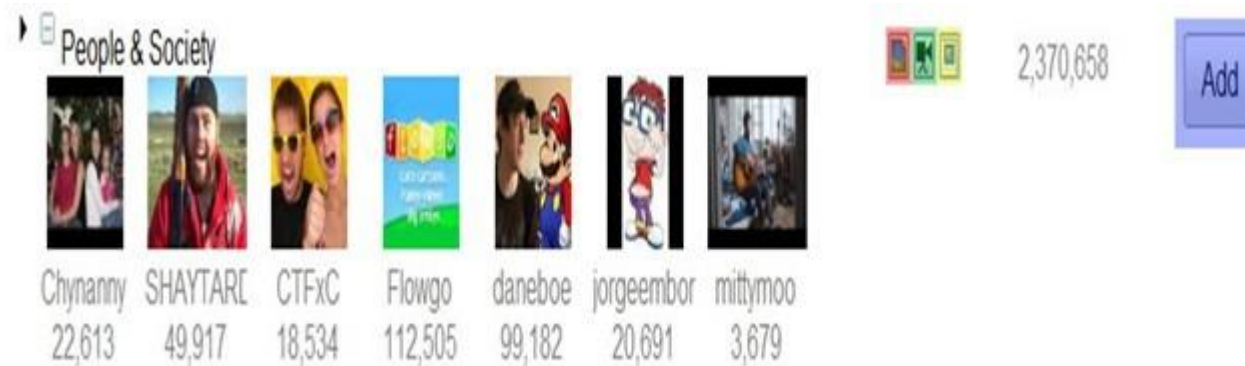 People & Society
2,370,658
Add
FLOWGO
Chynanny SHAYTARD CTFxC Flowgo daneboe jorgeembor mittymoo
22,613 49,917 18,534 112,505 99,182 20,691 3,679